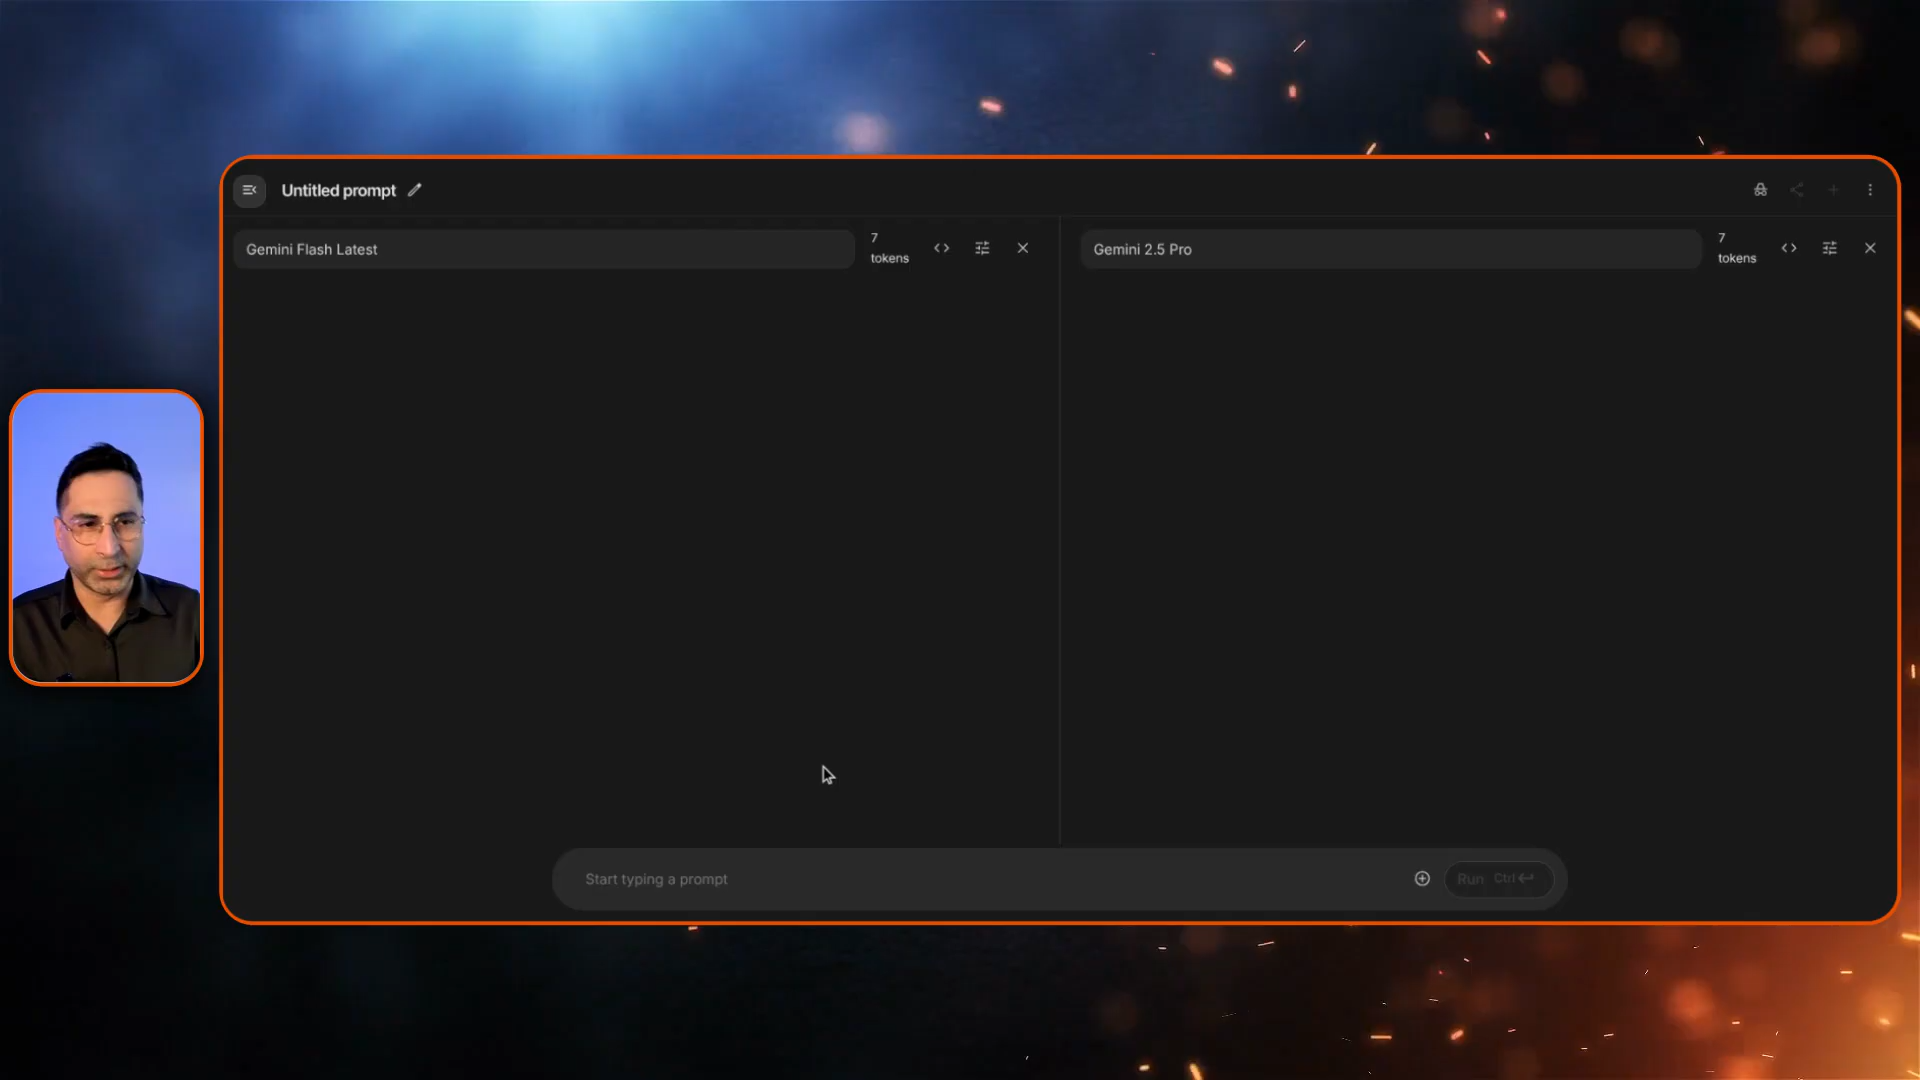 Untitled prompt
Gemini Flash Latest
7
tokens
Gemini 2.5 Pro
7
tokens
Start typing a prompt
Run Ctrl